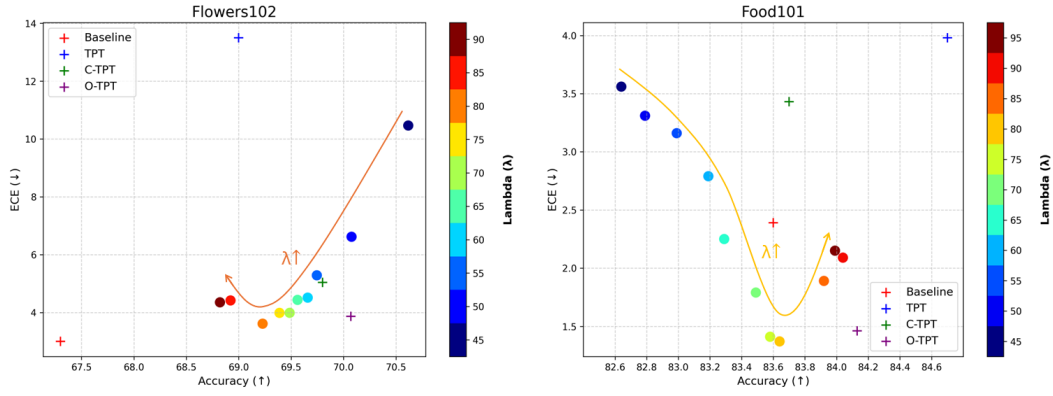 Flowers102
14
12
10
8
6
4
ECE (↓)
Baseline
TPT
C-TPT
O-TPT
λ↑
67.5
68.0
68.5
69.0
69.5
70.0
70.5
Accuracy (↑)
90
85
80
75
70
65
60
55
50
45
Lambda (λ)
Food101
4.0
3.5
3.0
2.5
2.0
1.5
ECE (↓)
λ↑
Baseline
TPT
C-TPT
O-TPT
82.6
82.8
83.0
83.2
83.4
83.6
83.8
84.0
84.2
84.4
84.6
Accuracy (↑)
95
90
85
80
75
70
65
60
55
50
45
Lambda (λ)